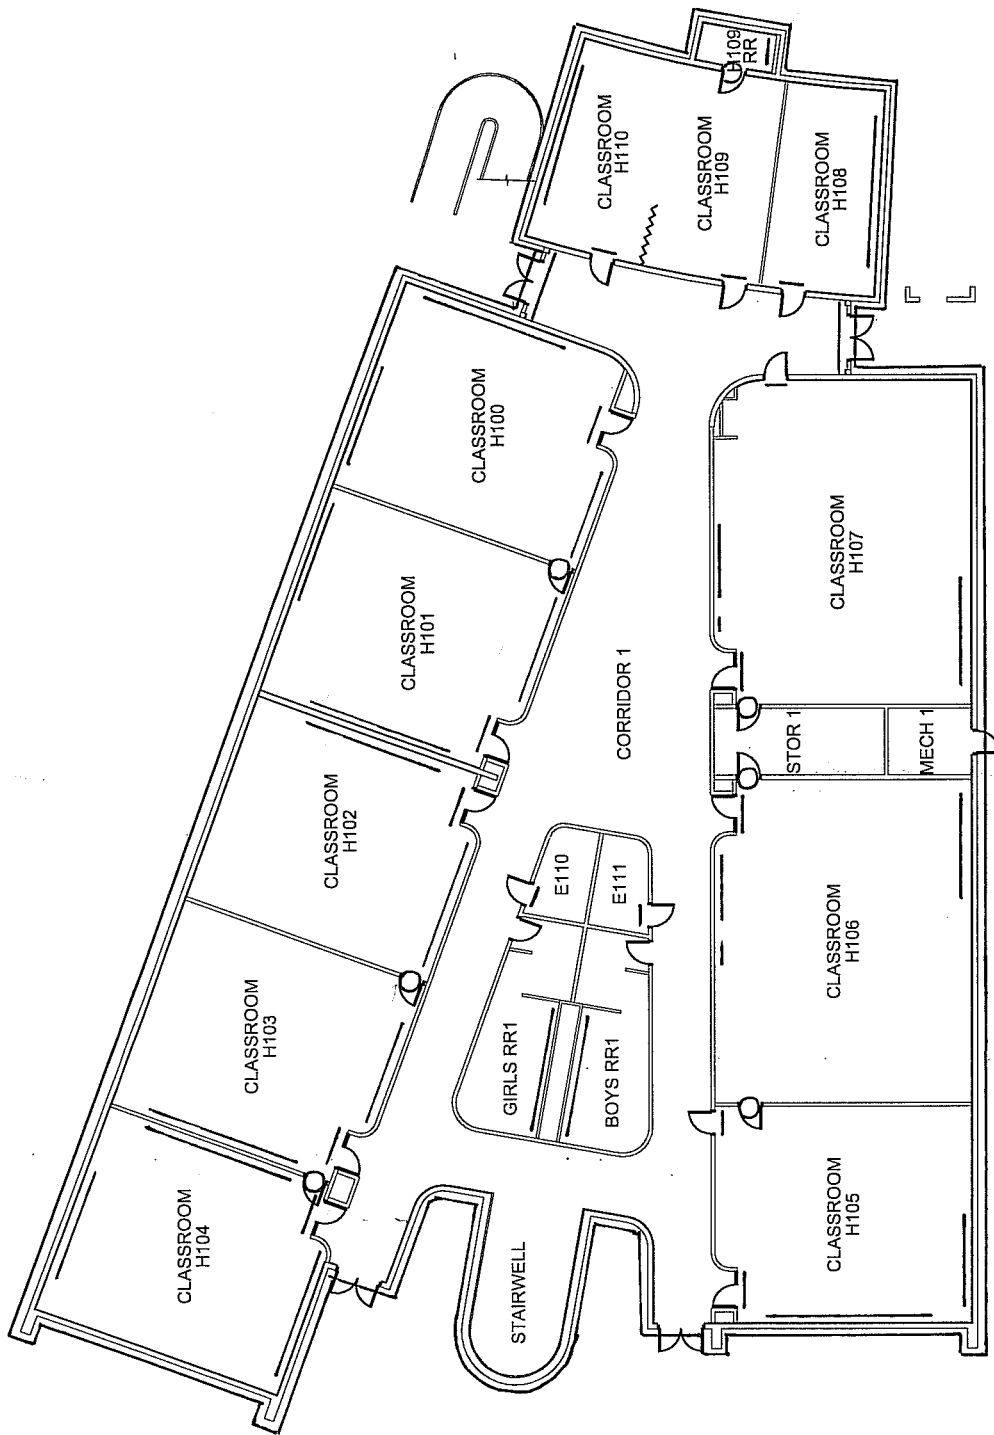 H109
RR
CLASSROOM
H110
CLASSROOM
H109
CLASSROOM
H108
CLASSROOM
H100
CLASSROOM
H101
CLASSROOM
H102
CLASSROOM
H103
CLASSROOM
H104
CORRIDOR 1
E110
E111
GIRLS RR1
BOYS RR1
STAIRWELL
CLASSROOM
H107
STOR 1
MECH 1
CLASSROOM
H106
CLASSROOM
H105